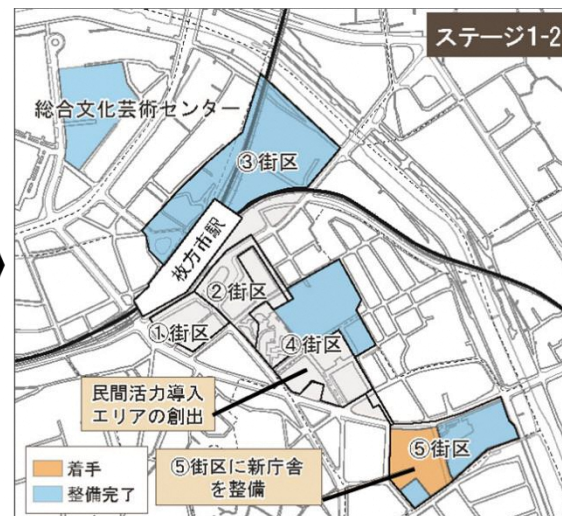 ステージ1-2
総合文化芸術センター
③街区
枚方市駅
②街区
①街区
④街区
民間活力導入
エリアの創出
⑤街区
⑤街区に新庁舎
を整備
着手
整備完了